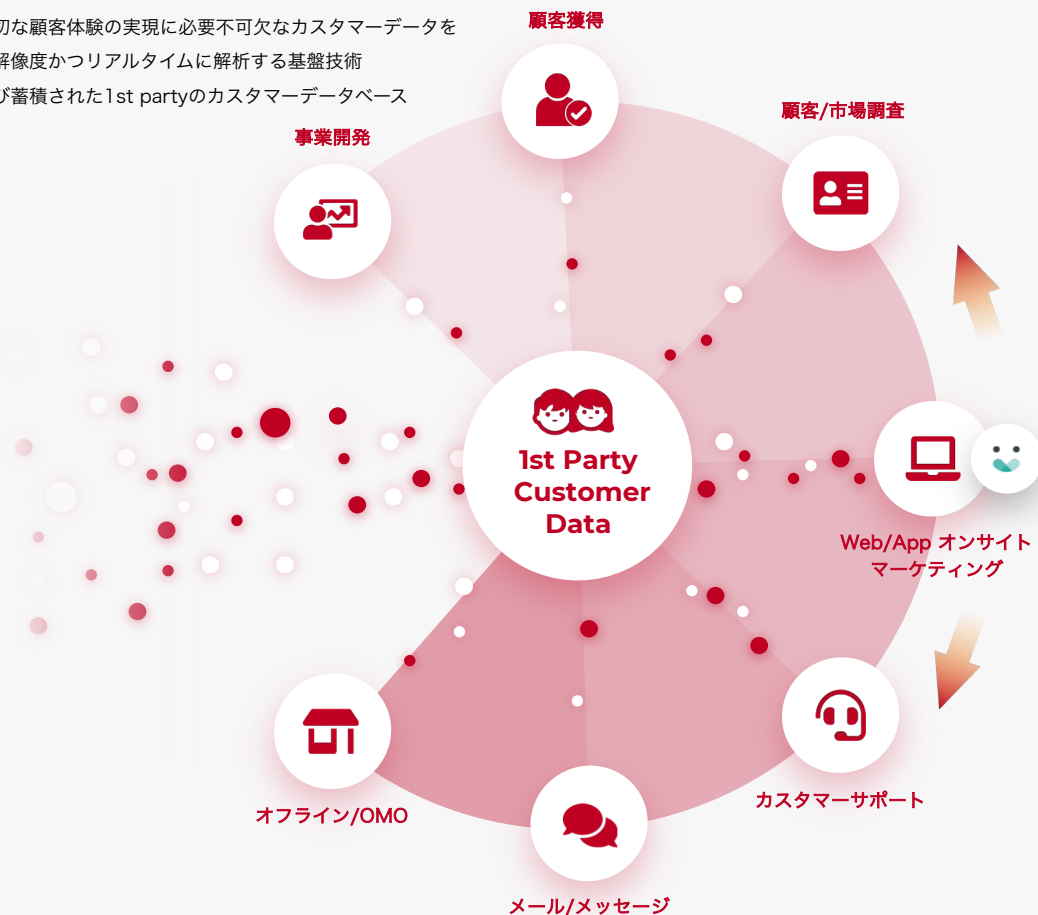 切な顧客体験の実現に必要不可欠なカスタマーデータを
解像度かつリアルタイムに解析する基盤技術
び蓄積された1st partyのカスタマーデータベース
顧客獲得
顧客/市場調査
事業開発
1st Party
Customer
Data
Web/App オンサイト
マーケティング
カスタマーサポート
オフライン/OMO
メール/メッセージ